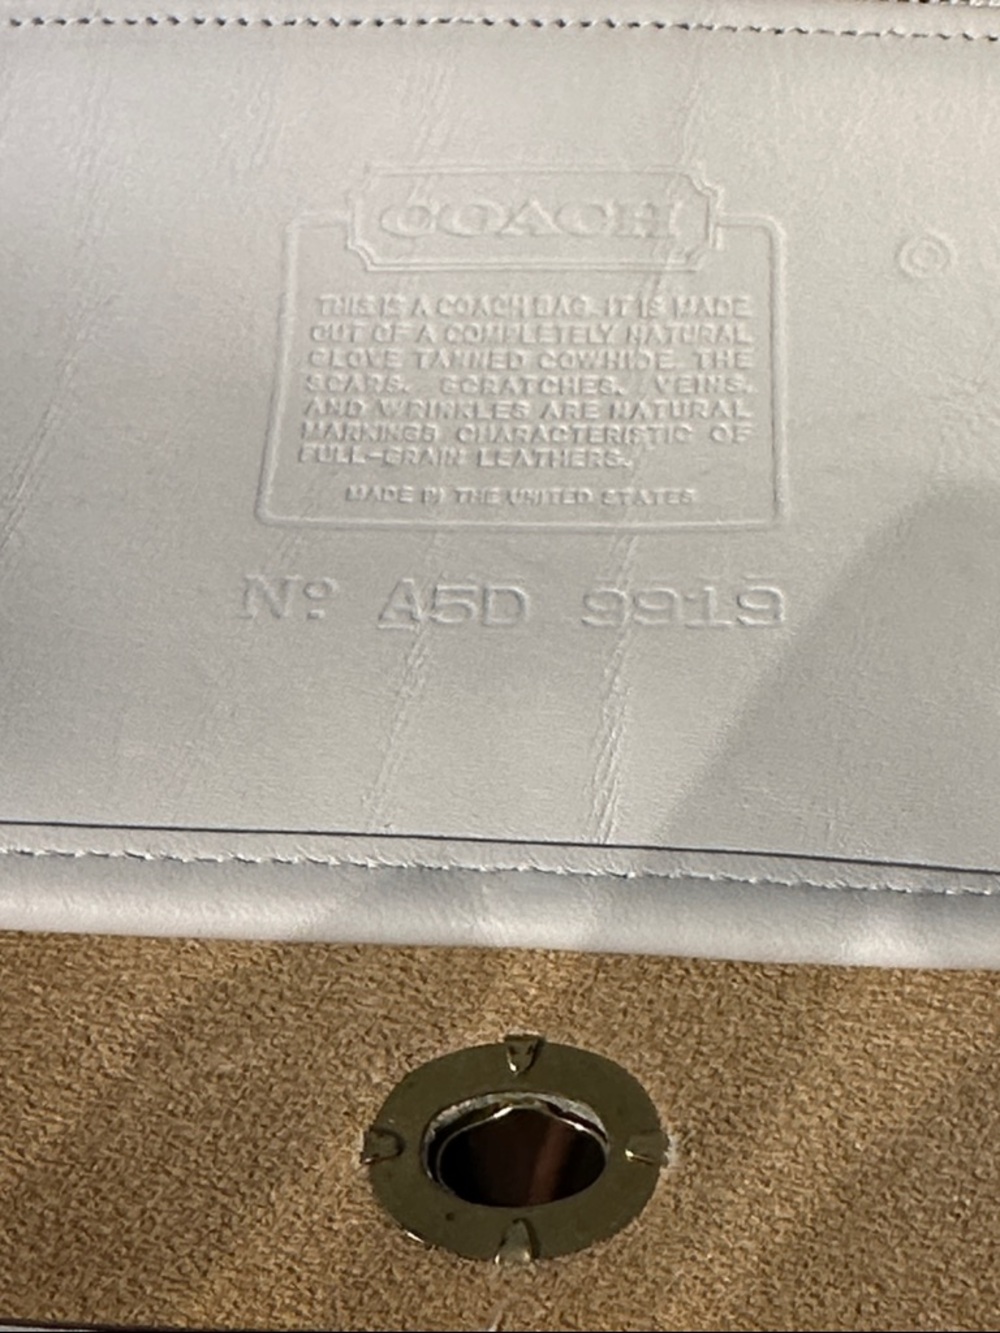 COACH
©
THIS IS A COACH BAG. IT IS MADE
OUT OF A COMPLETELY NATURAL
GLOVE TANNED COWHIDE. THE
SCARS, SCRATCHES, VEINS,
AND WRINKLES ARE NATURAL
MARKINGS CHARACTERISTIC OF
FULL-GRAIN LEATHERS.
MADE IN THE UNITED STATES
Nº A5D 9919